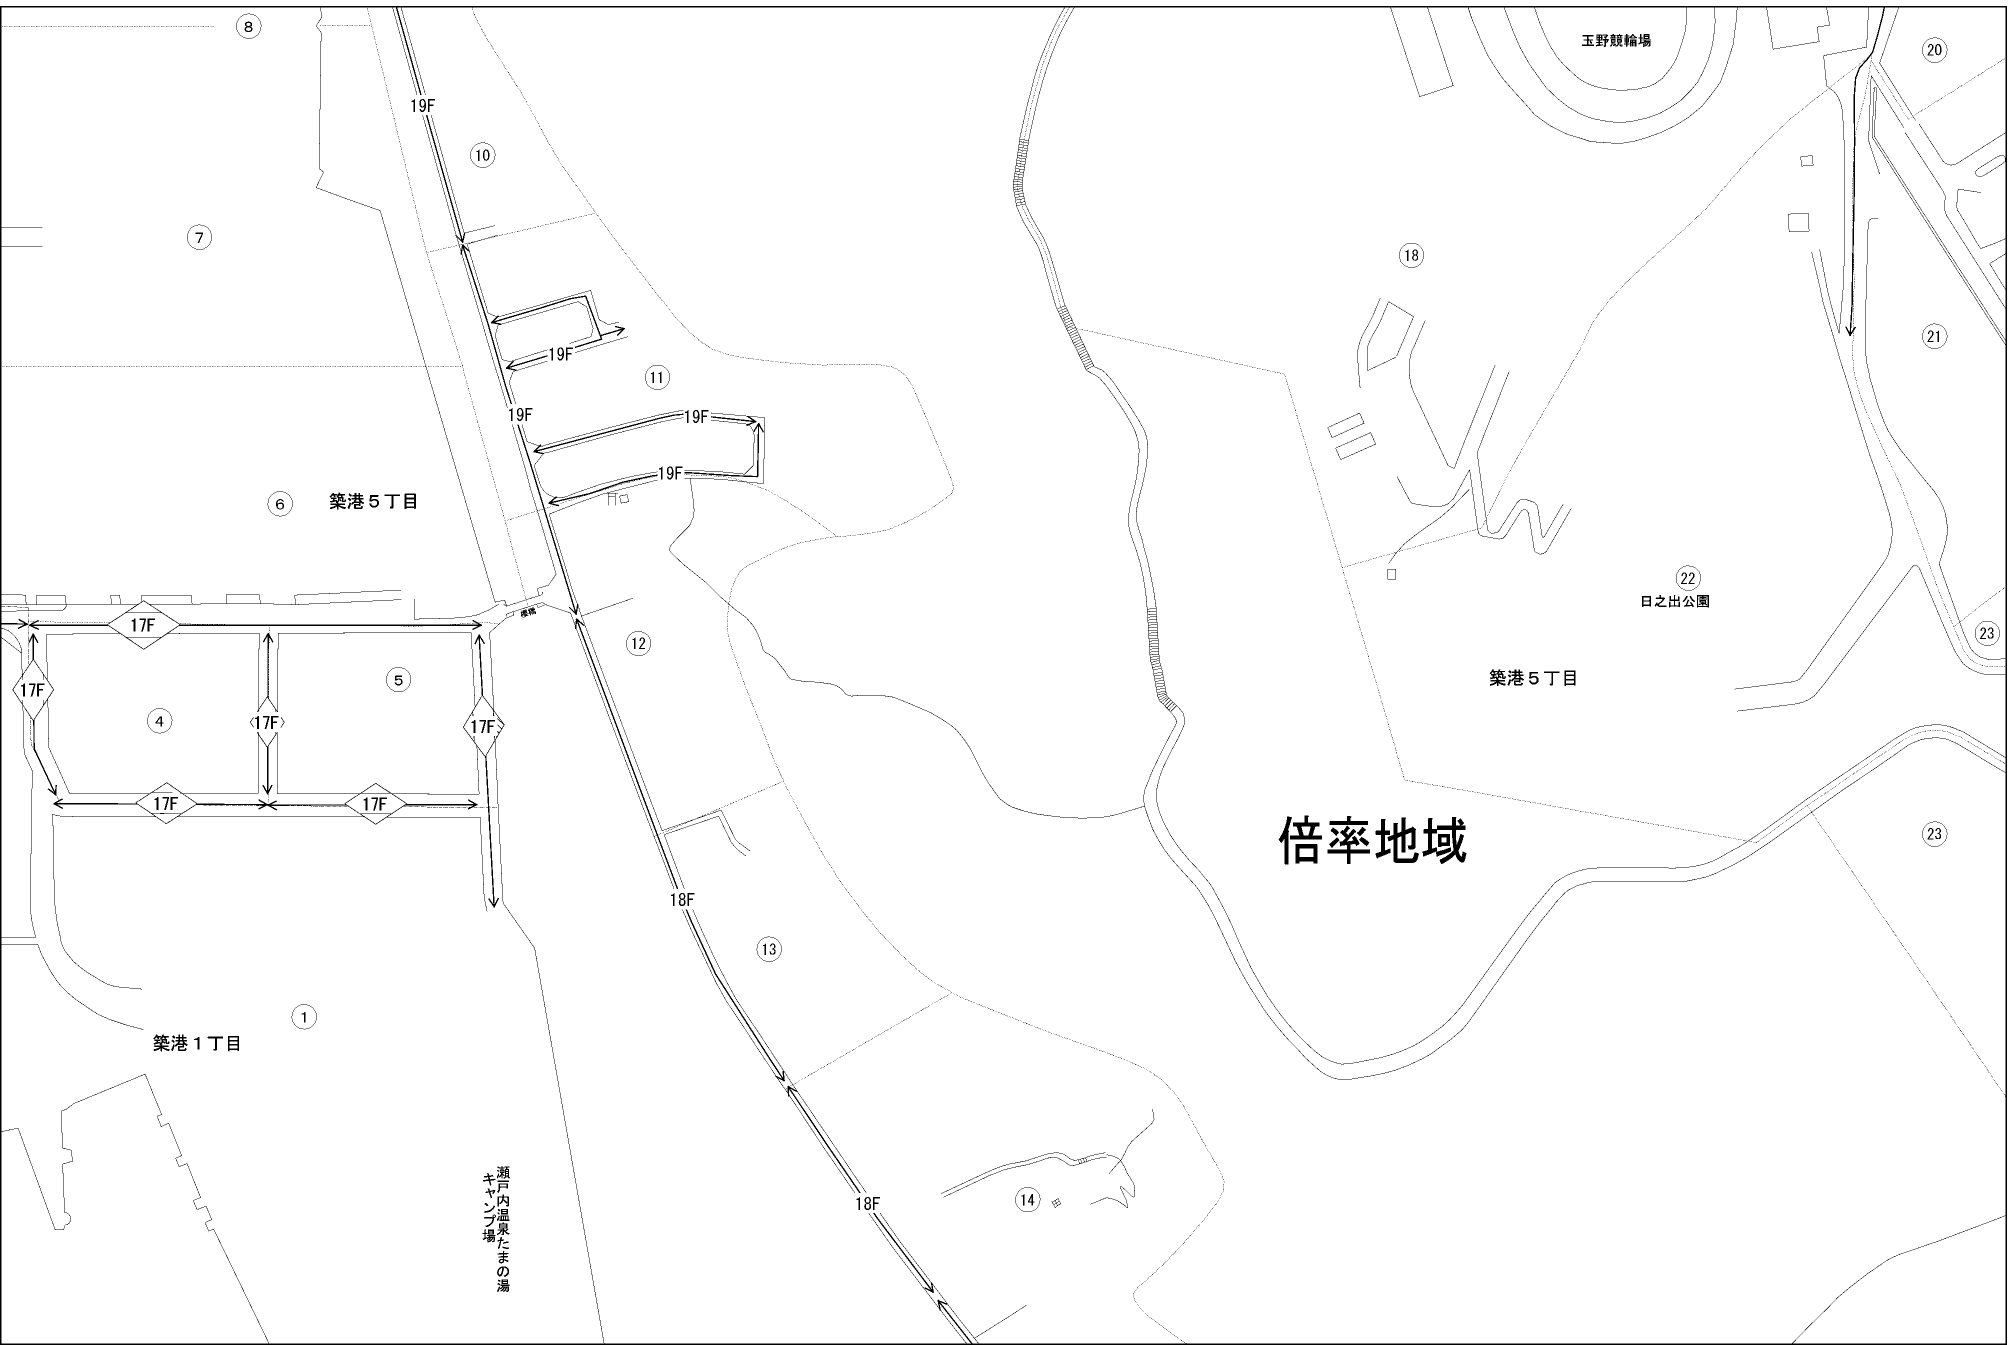 ⑧
玉野競輪場
⑳
19F
⑩
⑦
⑱
19F
㉑
⑪
19F
19F
19F
⑥
築港５丁目
㉒
日之出公園
17F
⑫
㉓
築港５丁目
⑤
17F
④
17F
17F
17F
17F
倍率地域
㉓
18F
⑬
①
築港１丁目
瀬戸内温泉たまの湯
キャンプ場
⑭
18F